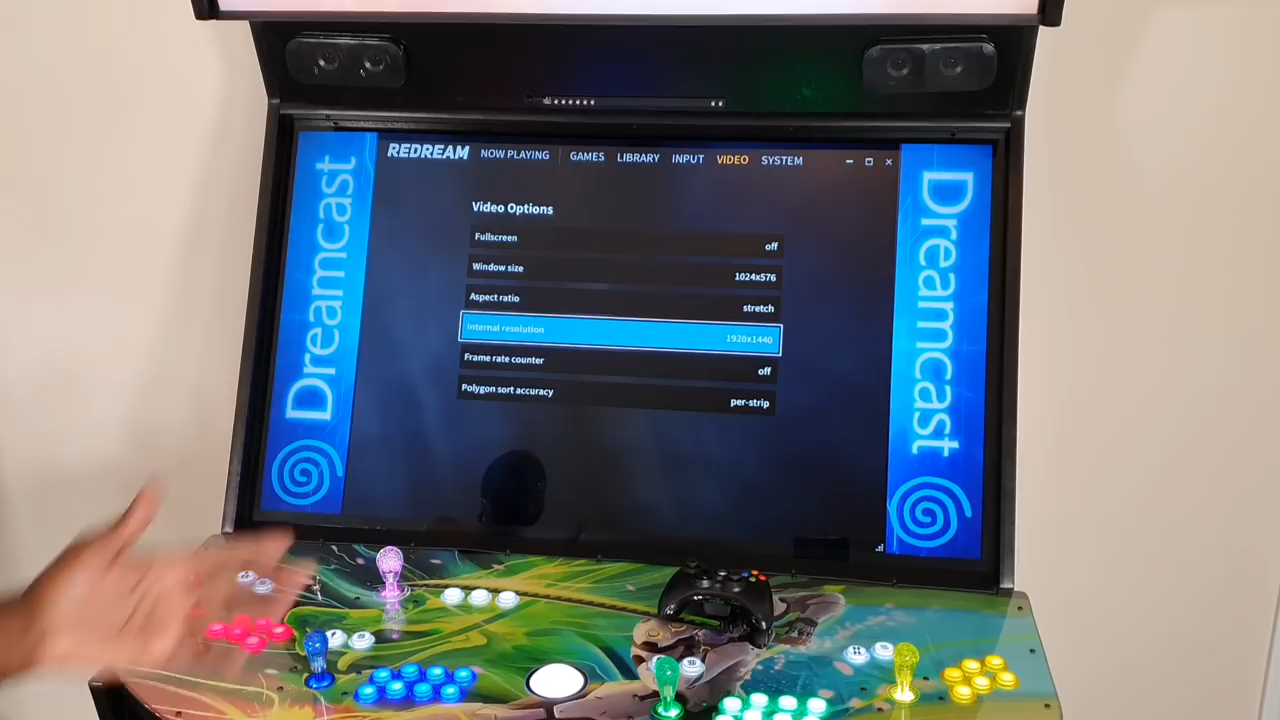 Dreamcast
REDREAM NOW PLAYING GAMES LIBRARY INPUT VIDEO SYSTEM
Video Options
Fullscreen off
Window size 1024x576
Aspect ratio stretch
Internal resolution 1920x1440
Frame rate counter off
Polygon sort accuracy per-strip
Dreamcast